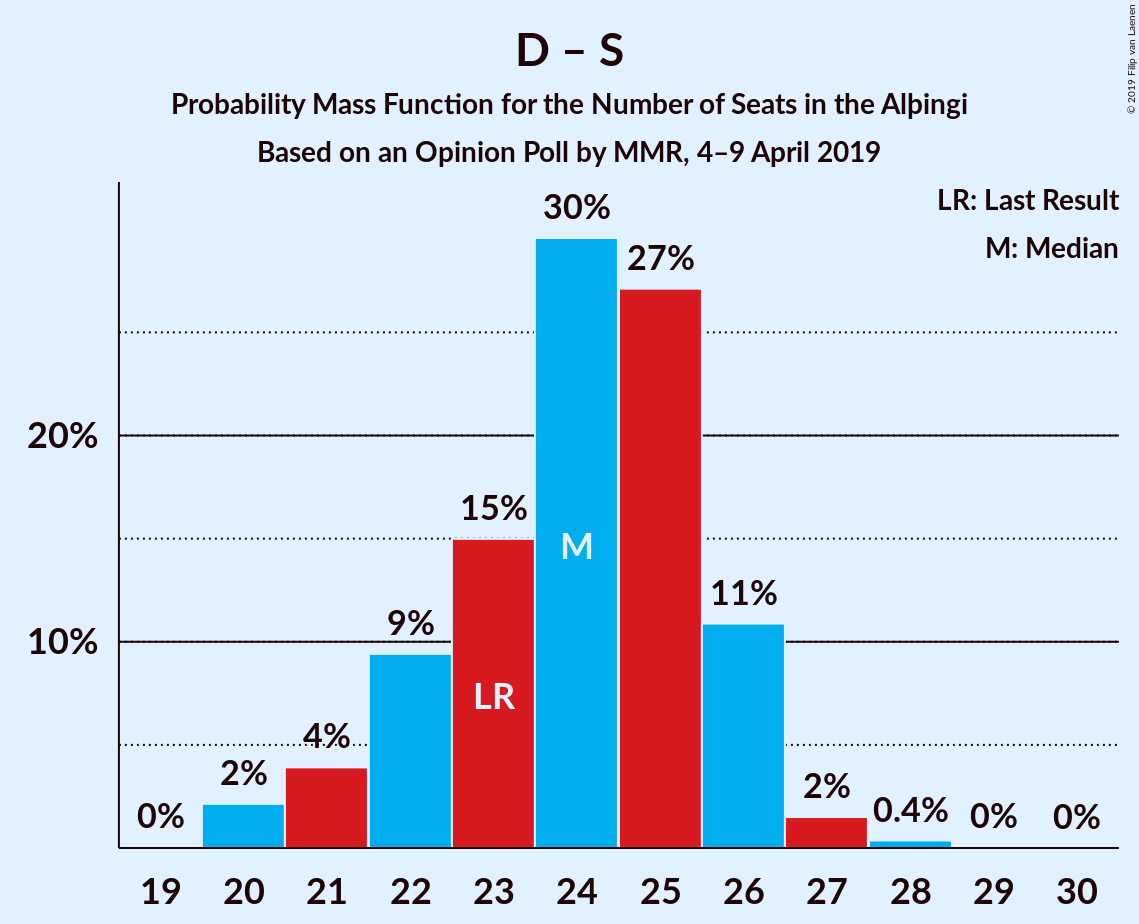 D – S
Probability Mass Function for the Number of Seats in the Alþingi
Based on an Opinion Poll by MMR, 4–9 April 2019
© 2019 Filip van Laenen
LR: Last Result
M: Median
20%
10%
0%
2%
4%
9%
15%
30%
27%
11%
2%
0.4%
0%
0%
LR
M
19 20 21 22 23 24 25 26 27 28 29 30